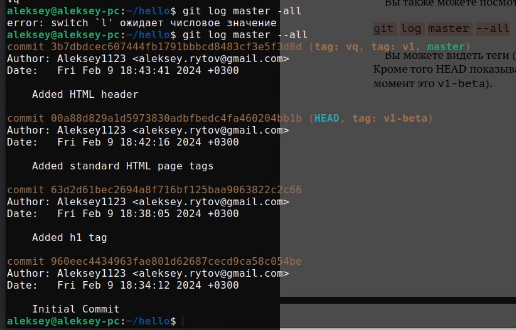 vq
aleksey@aleksey-pc:~/hello$ git log master -all
error: switch `l' ожидает числовое значение
aleksey@aleksey-pc:~/hello$ git log master --all
commit 3b7dbdcec607444fb1791bbbcd8483cf3e5f3d8d (tag: vq, tag: v1, master)
Author: Aleksey1123 <aleksey.rytov@gmail.com>
Date:   Fri Feb 9 18:43:41 2024 +0300
Added HTML header
commit 00a88d829a1d5973830adbfbedc4fa460204bb1b (HEAD, tag: v1-beta)
Author: Aleksey1123 <aleksey.rytov@gmail.com>
Date:   Fri Feb 9 18:42:16 2024 +0300
Added standard HTML page tags
commit 63d2d61bec2694a8f716bf125baa9063822c2c66
Author: Aleksey1123 <aleksey.rytov@gmail.com>
Date:   Fri Feb 9 18:38:05 2024 +0300
Added h1 tag
commit 960eec4434963fae801d62687cecd9ca58c054be
Author: Aleksey1123 <aleksey.rytov@gmail.com>
Date:   Fri Feb 9 18:34:12 2024 +0300
Initial Commit
aleksey@aleksey-pc:~/hello$
Вы также можете посмот
git log master --all
Вы можете видеть теги (
Кроме того HEAD показыва
момент это v1-beta).